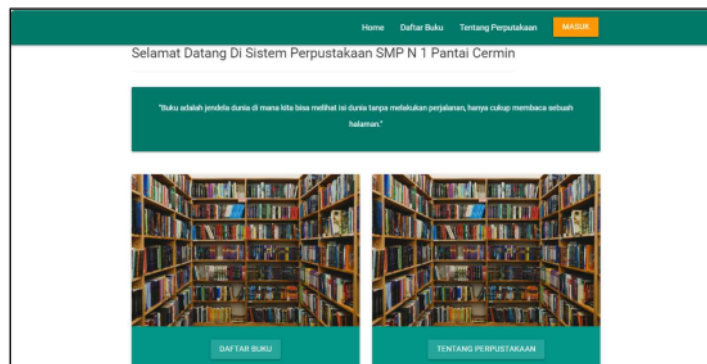 Home Daftar Buku Tentang Perputakaan MASUK
Selamat Datang Di Sistem Perpustakaan SMP N 1 Pantai Cermin
"Buku adalah jendela dunia di mana kita bisa melihat isi dunia tanpa melakukan perjalanan, hanya cukup membaca sebuah
halaman."
DAFTAR BUKU TENTANG PERPUSTAKAAN